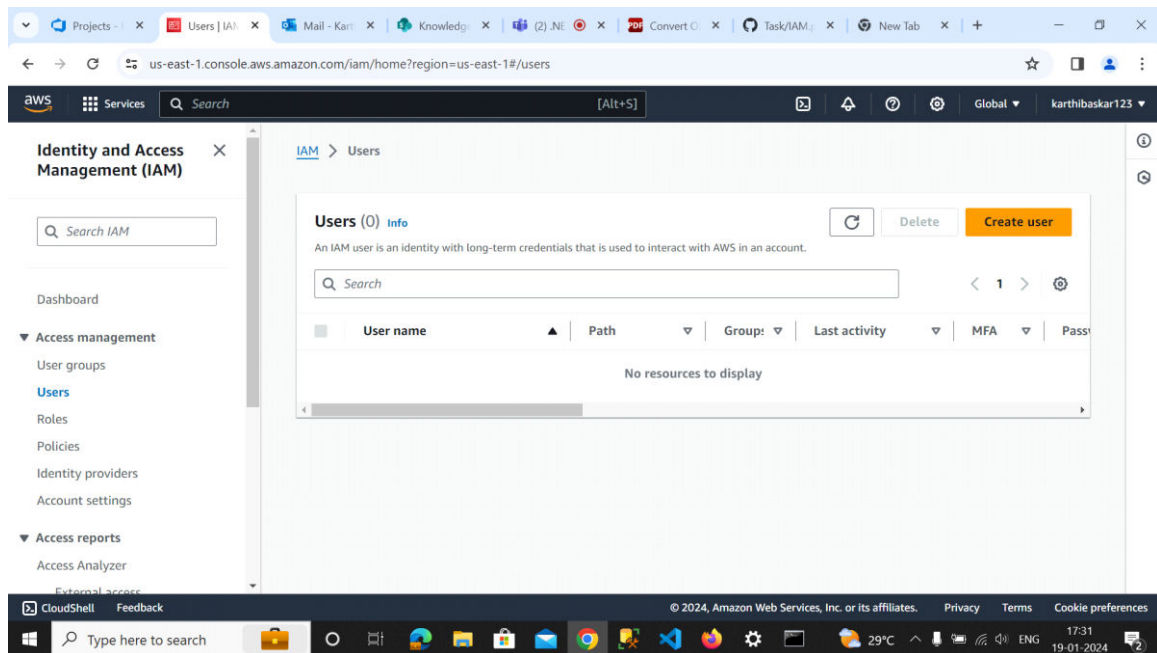 Projects - I
Users | IAM
Mail - Karti
Knowledg
(2) .NE
Convert O
Task/IAM.p
New Tab
us-east-1.console.aws.amazon.com/iam/home?region=us-east-1#/users
aws Services Search [Alt+S] Global karthibaskar123
Identity and Access
Management (IAM)
Search IAM
Dashboard
Access management
User groups
Users
Roles
Policies
Identity providers
Account settings
Access reports
Access Analyzer
External access
IAM > Users
Users (0) Info
Delete
Create user
An IAM user is an identity with long-term credentials that is used to interact with AWS in an account.
Search
1
User name Path Groups Last activity MFA Passw
No resources to display
CloudShell Feedback © 2024, Amazon Web Services, Inc. or its affiliates. Privacy Terms Cookie preferences
Type here to search 29°C ENG 17:31
19-01-2024
2